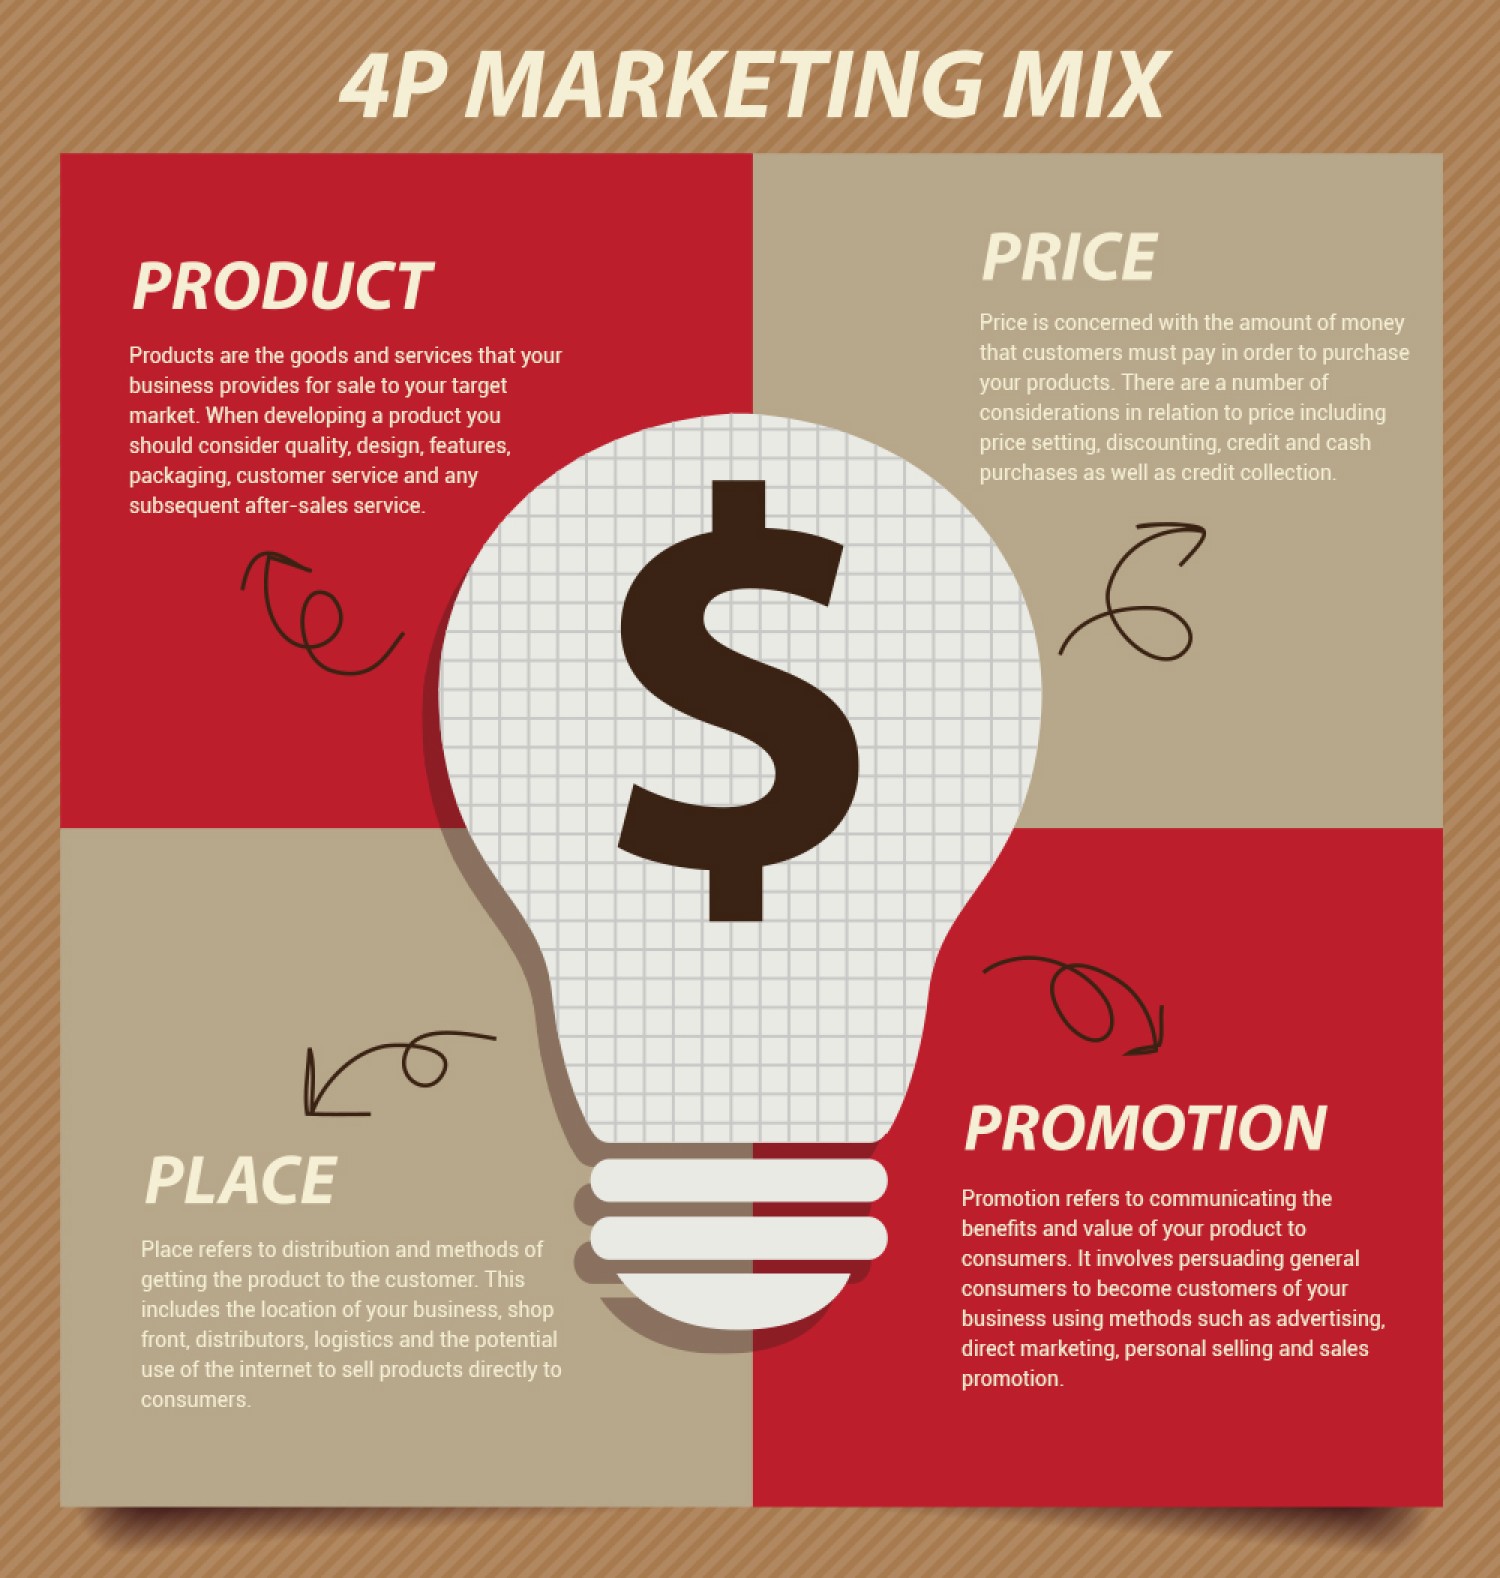 4P MARKETING MIX
PRODUCT
Products are the goods and services that your
business provides for sale to your target
market. When developing a product you
should consider quality, design, features,
packaging, customer service and any
subsequent after-sales service.
PRICE
Price is concerned with the amount of money
that customers must pay in order to purchase
your products. There are a number of
considerations in relation to price including
price setting, discounting, credit and cash
purchases as well as credit collection.
$
PLACE
Place refers to distribution and methods of
getting the product to the customer. This
includes the location of your business, shop
front, distributors, logistics and the potential
use of the internet to sell products directly to
consumers.
PROMOTION
Promotion refers to communicating the
benefits and value of your product to
consumers. It involves persuading general
consumers to become customers of your
business using methods such as advertising,
direct marketing, personal selling and sales
promotion.